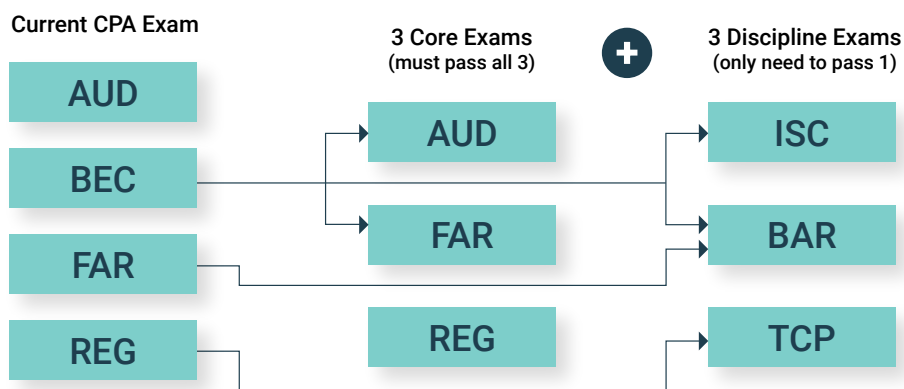 Current CPA Exam
AUD
BEC
FAR
REG
3 Core Exams
(must pass all 3)
AUD
FAR
REG
+
3 Discipline Exams
(only need to pass 1)
ISC
BAR
TCP